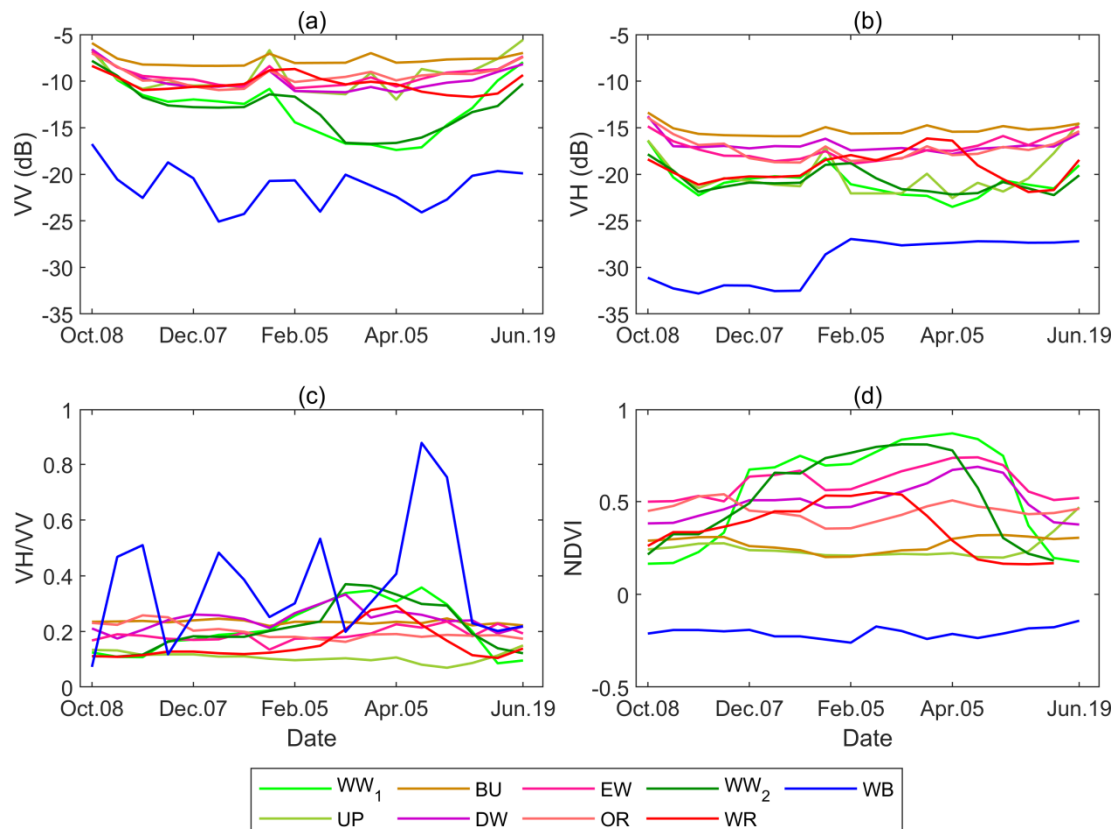 (a)
VV (dB)
-5
-10
-15
-20
-25
-30
-35
Oct.08 Dec.07 Feb.05 Apr.05 Jun.19
(b)
VH (dB)
-5
-10
-15
-20
-25
-30
-35
Oct.08 Dec.07 Feb.05 Apr.05 Jun.19
(c)
VH/VV
1
0.8
0.6
0.4
0.2
0
Oct.08 Dec.07 Feb.05 Apr.05 Jun.19
Date
(d)
NDVI
1
0.5
0
-0.5
Oct.08 Dec.07 Feb.05 Apr.05 Jun.19
Date
WW1 BU EW WW2 WB
UP DW OR WR